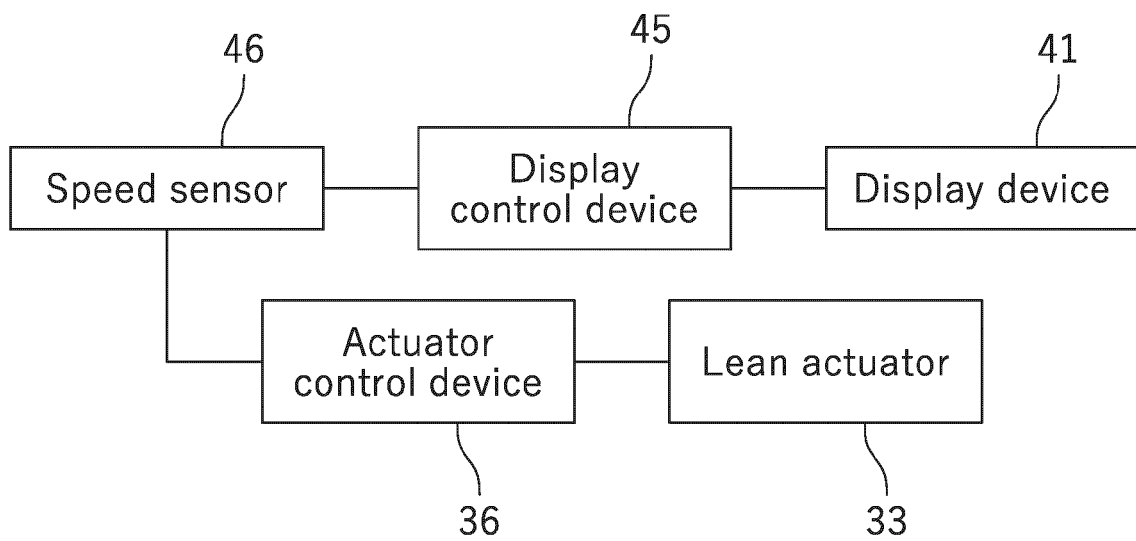 46
45
41
Speed sensor
Display
control device
Display device
Actuator
control device
Lean actuator
36
33